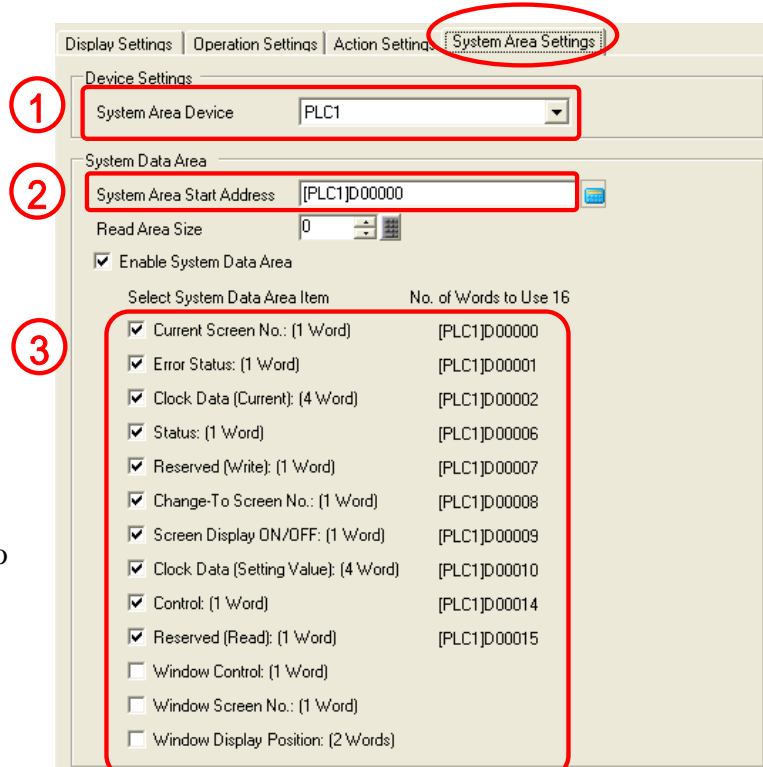 Display Settings Operation Settings Action Settings System Area Settings
Device Settings
1 System Area Device PLC1
System Data Area
2 System Area Start Address [PLC1]D00000
Read Area Size 0
Enable System Data Area
Select System Data Area Item No. of Words to Use 16
3 Current Screen No.: (1 Word) [PLC1]D00000
Error Status: (1 Word) [PLC1]D00001
Clock Data (Current): (4 Word) [PLC1]D00002
Status: (1 Word) [PLC1]D00006
Reserved (Write): (1 Word) [PLC1]D00007
Change-To Screen No.: (1 Word) [PLC1]D00008
Screen Display ON/OFF: (1 Word) [PLC1]D00009
Clock Data (Setting Value): (4 Word) [PLC1]D00010
Control: (1 Word) [PLC1]D00014
Reserved (Read): (1 Word) [PLC1]D00015
Window Control: (1 Word)
Window Screen No.: (1 Word)
Window Display Position: (2 Words)